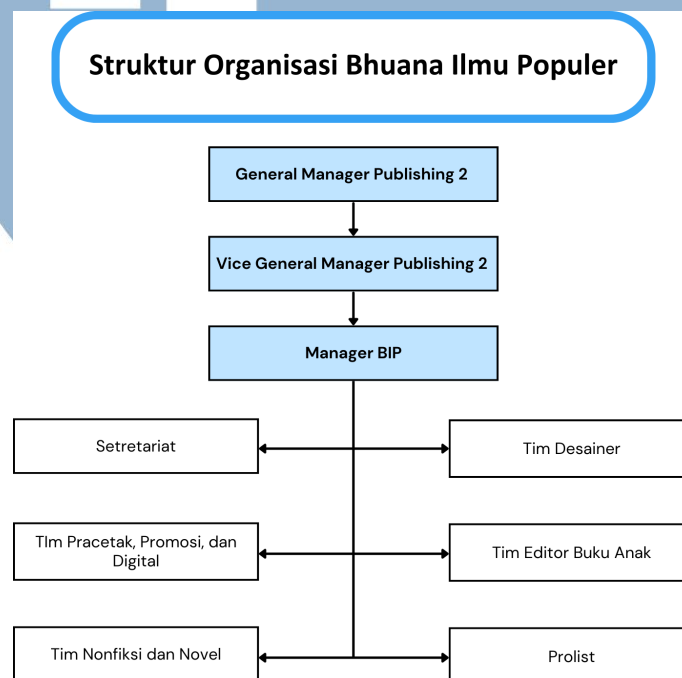 Struktur Organisasi Bhuana Ilmu Populer
General Manager Publishing 2
Vice General Manager Publishing 2
Manager BIP
Setretariat
Tim Desainer
TIm Pracetak, Promosi, dan
Digital
Tim Editor Buku Anak
Tim Nonfiksi dan Novel
Prolist